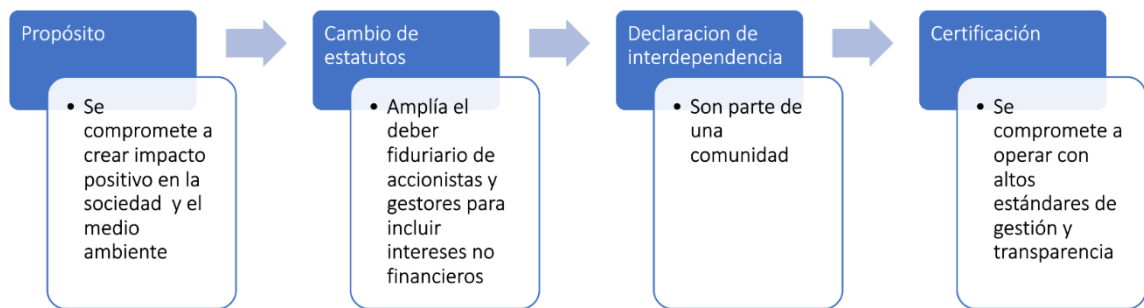 Propósito
• Se
compromete a
crear impacto
positivo en la
sociedad y el
medio
ambiente
Cambio de
estatutos
• Amplía el
deber
fiduriario de
accionistas y
gestores para
incluir
intereses no
financieros
Declaracion de
interdependencia
• Son parte de
una
comunidad
Certificación
• Se
compromete a
operar con
altos
estándares de
gestión y
transparencia